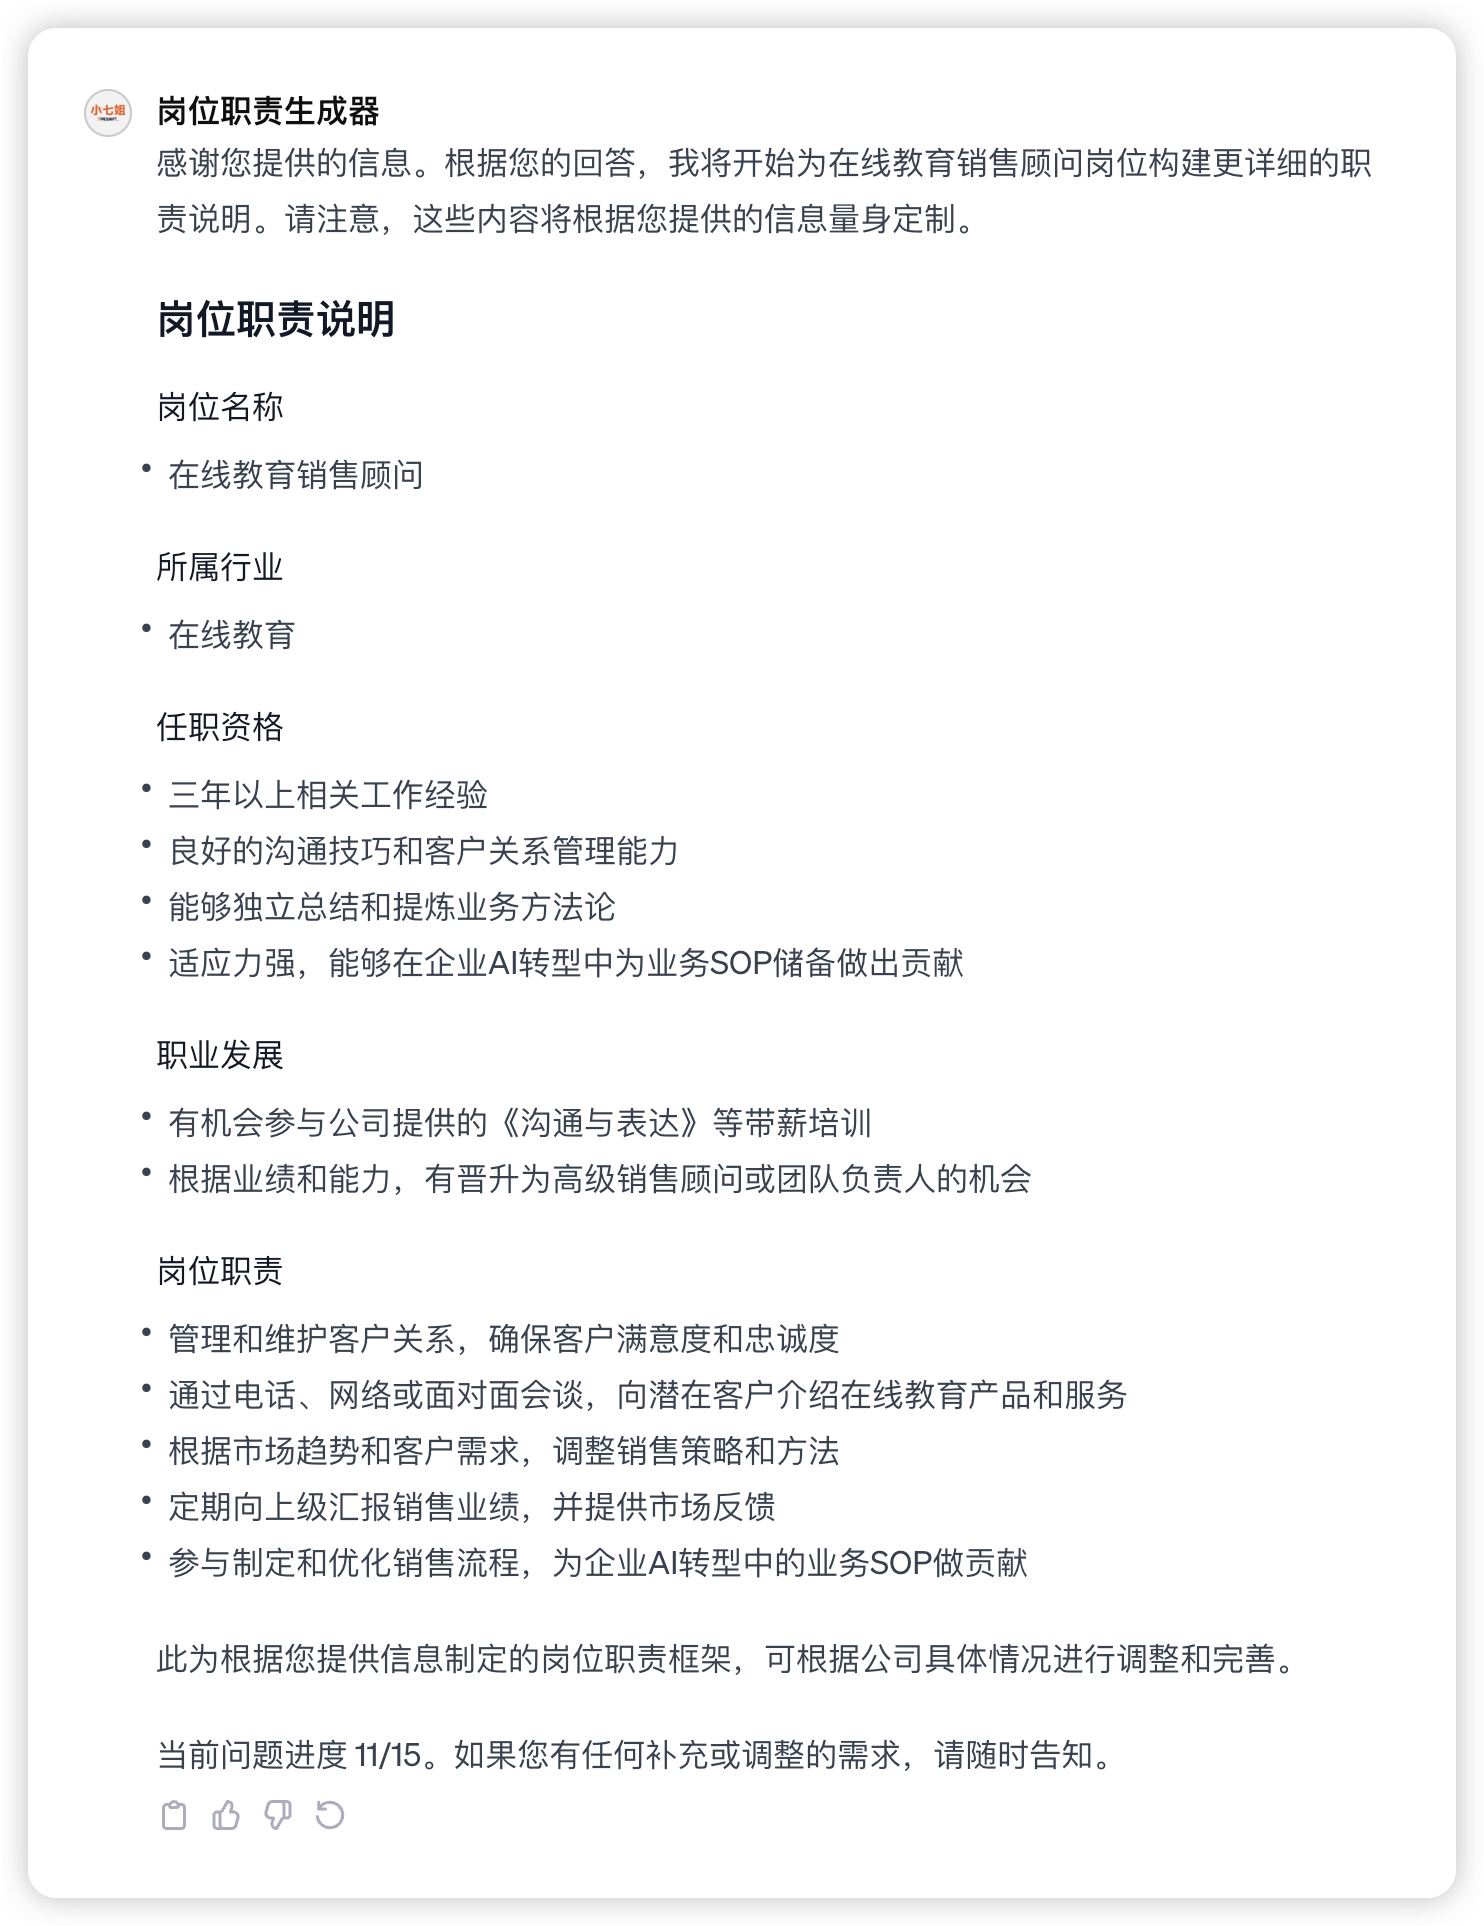 小七姐
岗位职责生成器
感谢您提供的信息。根据您的回答，我将开始为在线教育销售顾问岗位构建更详细的职
责说明。请注意，这些内容将根据您提供的信息量身定制。
岗位职责说明
岗位名称
• 在线教育销售顾问
所属行业
• 在线教育
任职资格
• 三年以上相关工作经验
• 良好的沟通技巧和客户关系管理能力
• 能够独立总结和提炼业务方法论
• 适应力强，能够在企业AI转型中为业务SOP储备做出贡献
职业发展
• 有机会参与公司提供的《沟通与表达》等带薪培训
• 根据业绩和能力，有晋升为高级销售顾问或团队负责人的机会
岗位职责
• 管理和维护客户关系，确保客户满意度和忠诚度
• 通过电话、网络或面对面会谈，向潜在客户介绍在线教育产品和服务
• 根据市场趋势和客户需求，调整销售策略和方法
• 定期向上级汇报销售业绩，并提供市场反馈
• 参与制定和优化销售流程，为企业AI转型中的业务SOP做贡献
此为根据您提供信息制定的岗位职责框架，可根据公司具体情况进行调整和完善。
当前问题进度 11/15。如果您有任何补充或调整的需求，请随时告知。